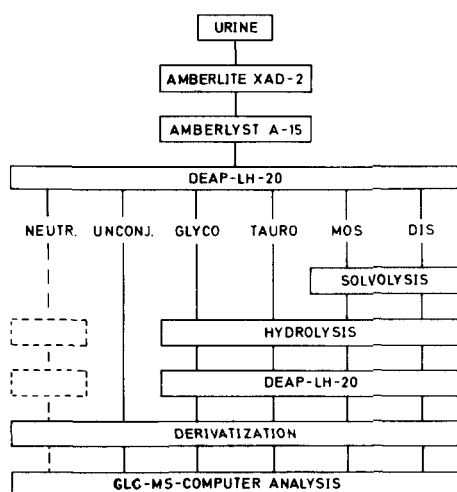 URINE
AMBERLITE XAD-2
AMBERLYST A-15
DEAP-LH-20
NEUTR. UNCONJ. GLYCO TAURO MOS DIS
SOLVOLYSIS
HYDROLYSIS
DEAP-LH-20
DERIVATIZATION
GLC-MS-COMPUTER ANALYSIS